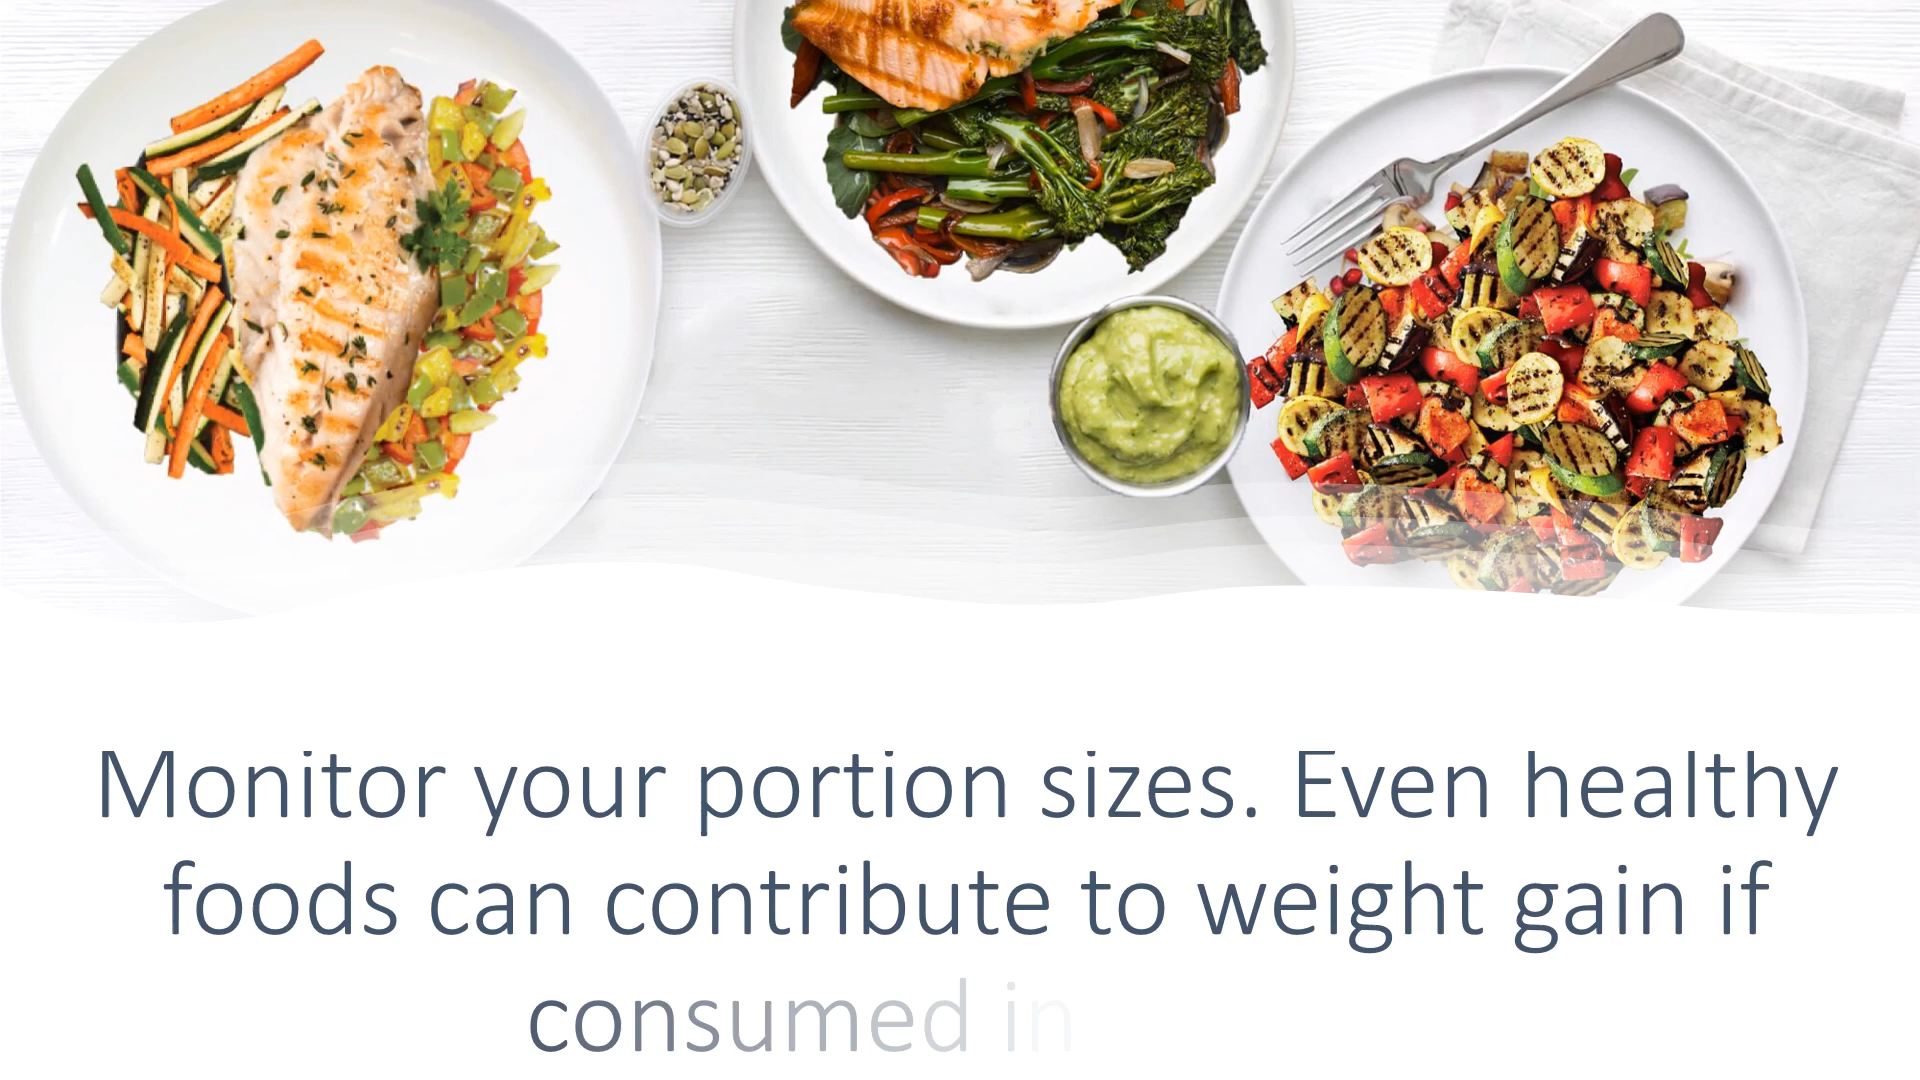 Monitor your portion sizes. Even healthy
foods can contribute to weight gain if
consumed in